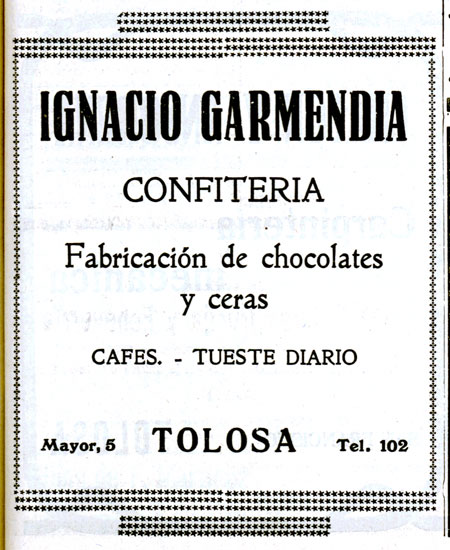 IGNACIO GARMENDIA
CONFITERIA
Fabricación de chocolates
y ceras
CAFES. - TUESTE DIARIO
Mayor, 5 TOLOSA Tel. 102